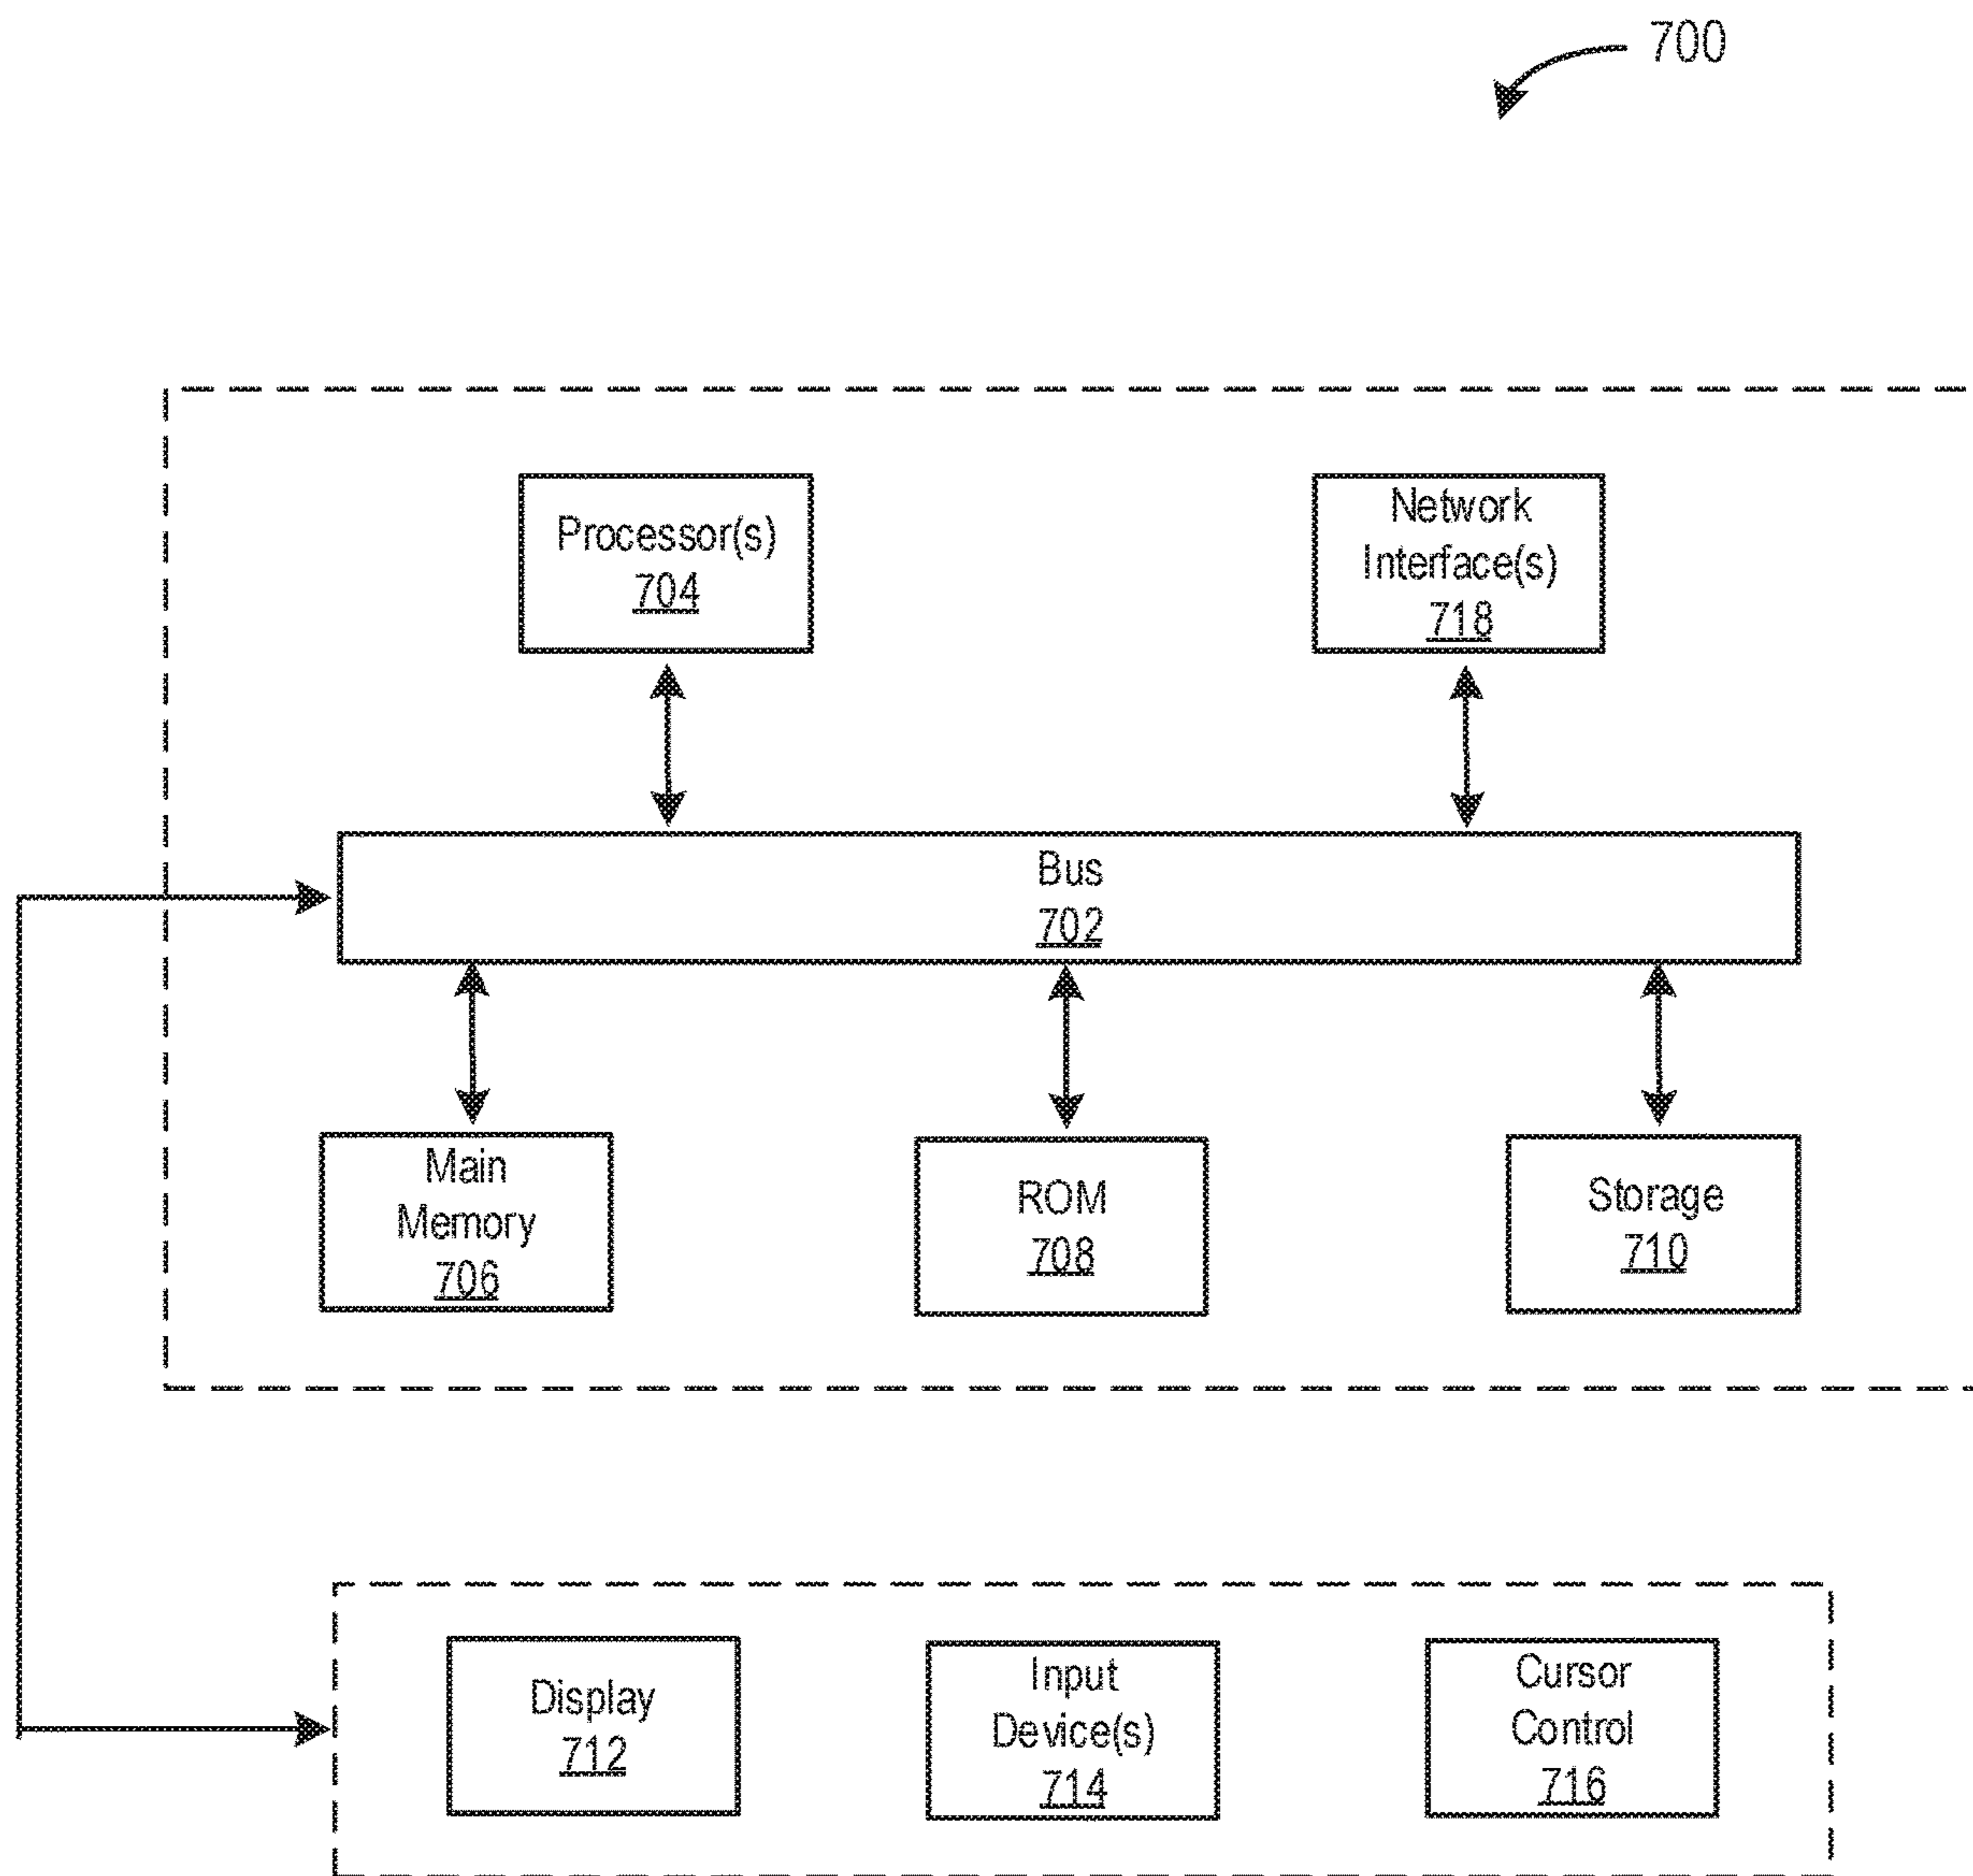 700
Processor(s)
704
Network
Interface(s)
718
Bus
702
Main
Memory
706
ROM
708
Storage
710
Display
712
Input
Device(s)
714
Cursor
Control
716